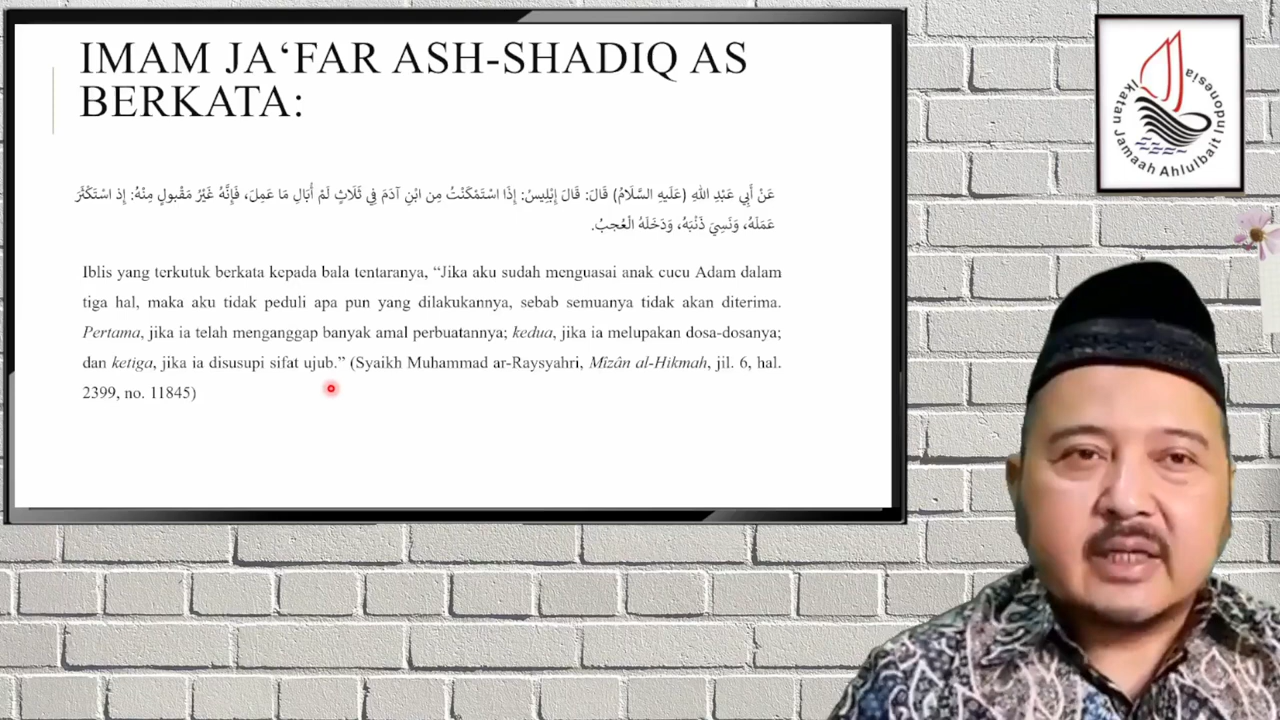 IMAM JA‘FAR ASH-SHADIQ AS
BERKATA:
عَنْ أَبِي عَبْدِ اللهِ (عَلَيهِ السَّلَامُ) قَالَ: قَالَ إِبْلِيسُ: إِذَا اسْتَمْكَنْتُ مِن ابْنِ آدَمَ فِي ثَلَاثٍ لَمْ أُبَالِ مَا عَمِلَ، فَإِنَّهُ غَيْرُ مَقْبولٍ مِنْهُ: إِذ اسْتَكْثَرَ
عَمَلَهُ، وَنَسِيَ ذَنْبَهُ، وَدَخَلَهُ الْعُجبُ.
Iblis yang terkutuk berkata kepada bala tentaranya, “Jika aku sudah menguasai anak cucu Adam dalam
tiga hal, maka aku tidak peduli apa pun yang dilakukannya, sebab semuanya tidak akan diterima.
Pertama, jika ia telah menganggap banyak amal perbuatannya; kedua, jika ia melupakan dosa-dosanya;
dan ketiga, jika ia disusupi sifat ujub.” (Syaikh Muhammad ar-Raysyahri, Mîzân al-Hikmah, jil. 6, hal.
2399, no. 11845)
Ikatan Jamaah Ahlulbait Indonesia